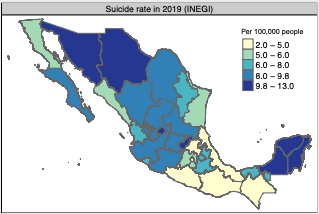 Suicide rate in 2019 (INEGI)
Per 100,000 people
2.0 – 5.0
5.0 – 6.0
6.0 – 8.0
8.0 – 9.8
9.8 – 13.0